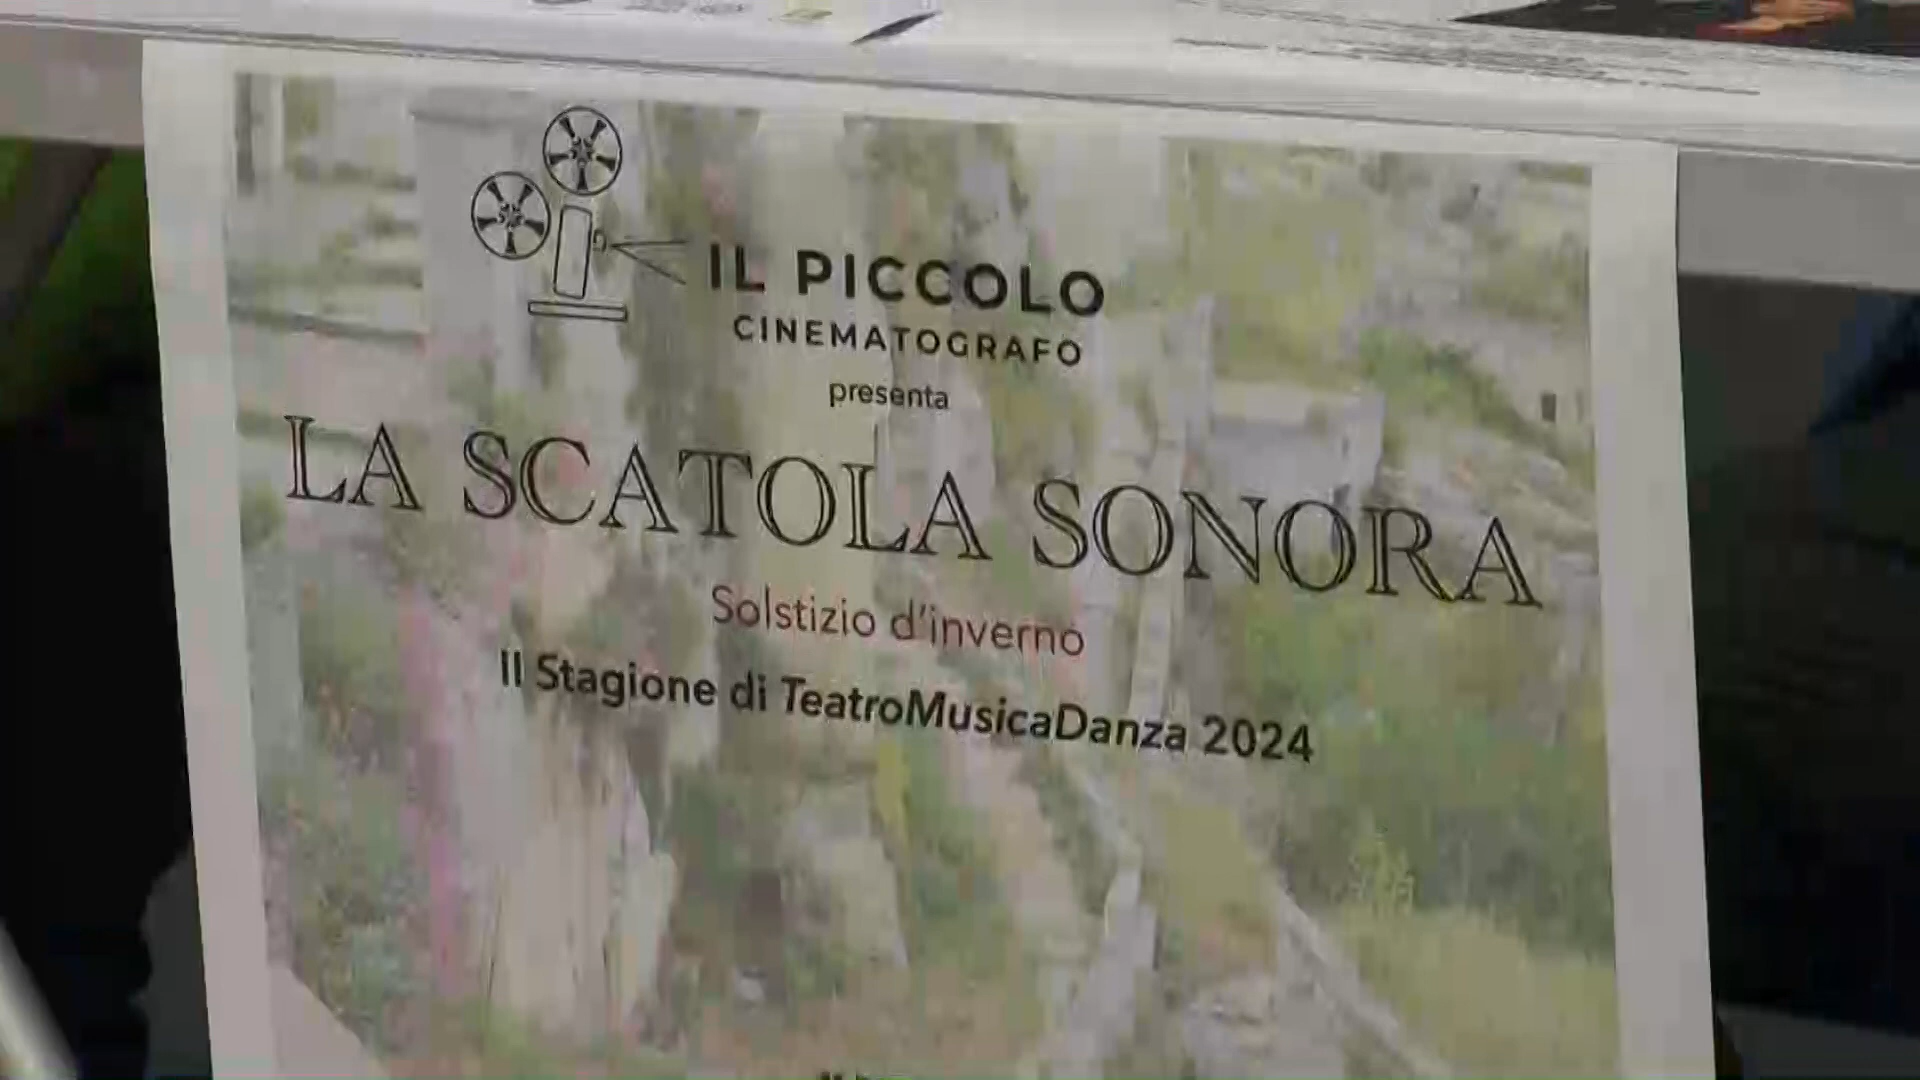 IL PICCOLO
CINEMATOGRAFO
presenta
LA SCATOLA SONORA
Solstizio d'inverno
II Stagione di TeatroMusicaDanza 2024